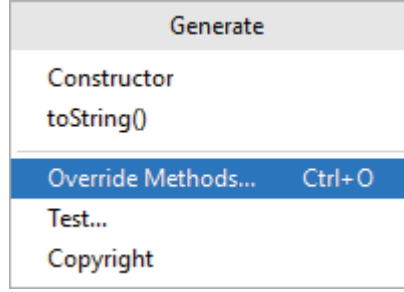 Generate
Constructor
toString()
Override Methods... Ctrl+O
Test...
Copyright